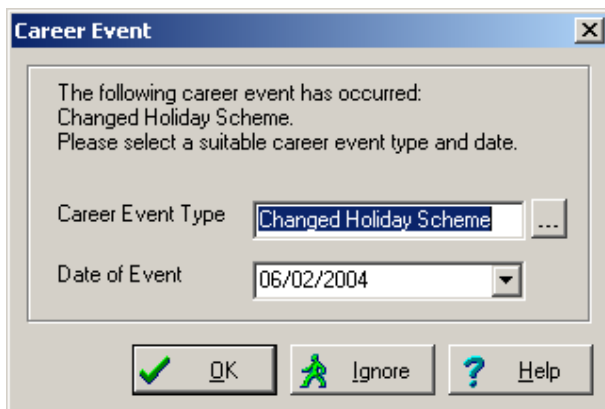 Career Event
The following career event has occurred:
Changed Holiday Scheme.
Please select a suitable career event type and date.
Career Event Type
Changed Holiday Scheme
...
Date of Event
06/02/2004
OK
Ignore
Help